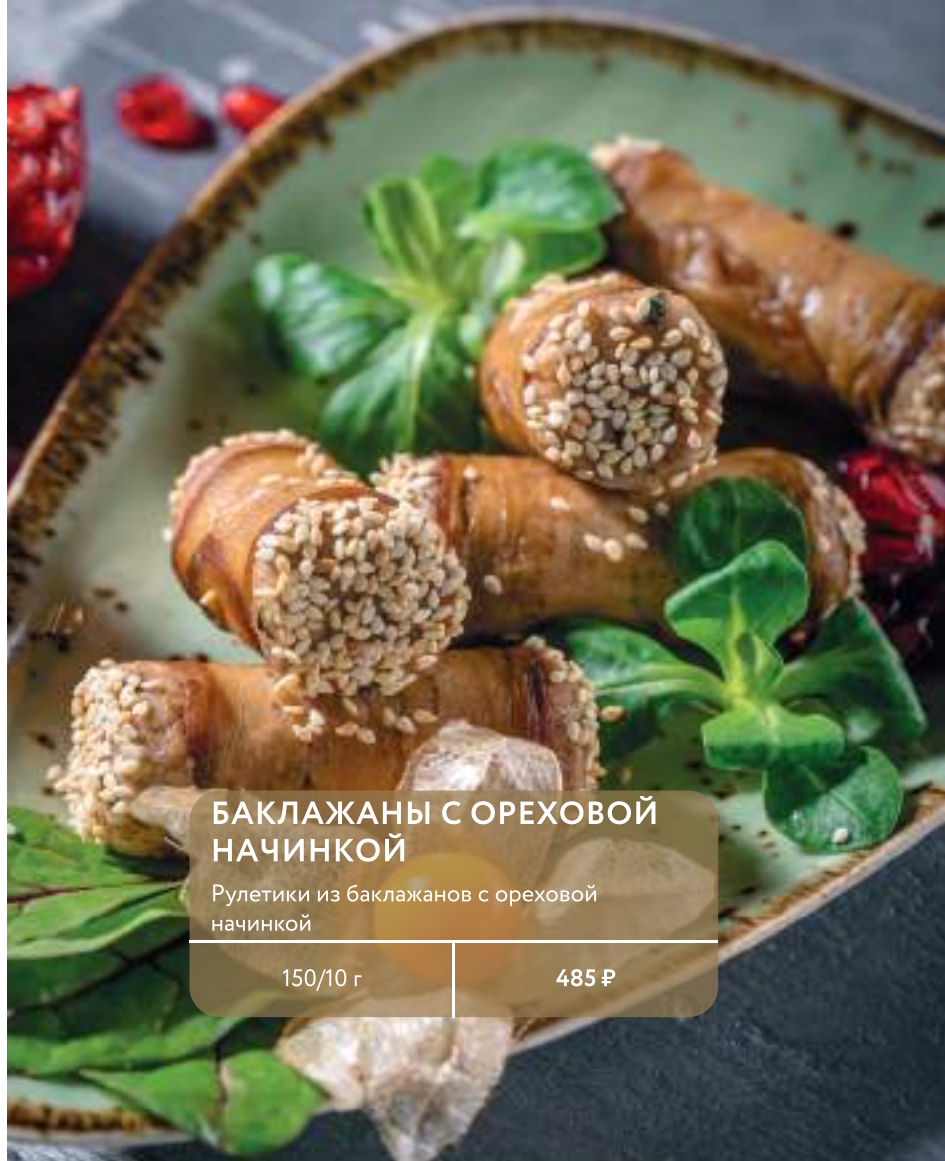 БАКЛАЖАНЫ С ОРЕХОВОЙ
НАЧИНКОЙ
Рулетики из баклажанов с ореховой
начинкой
150/10 г
485 ₽